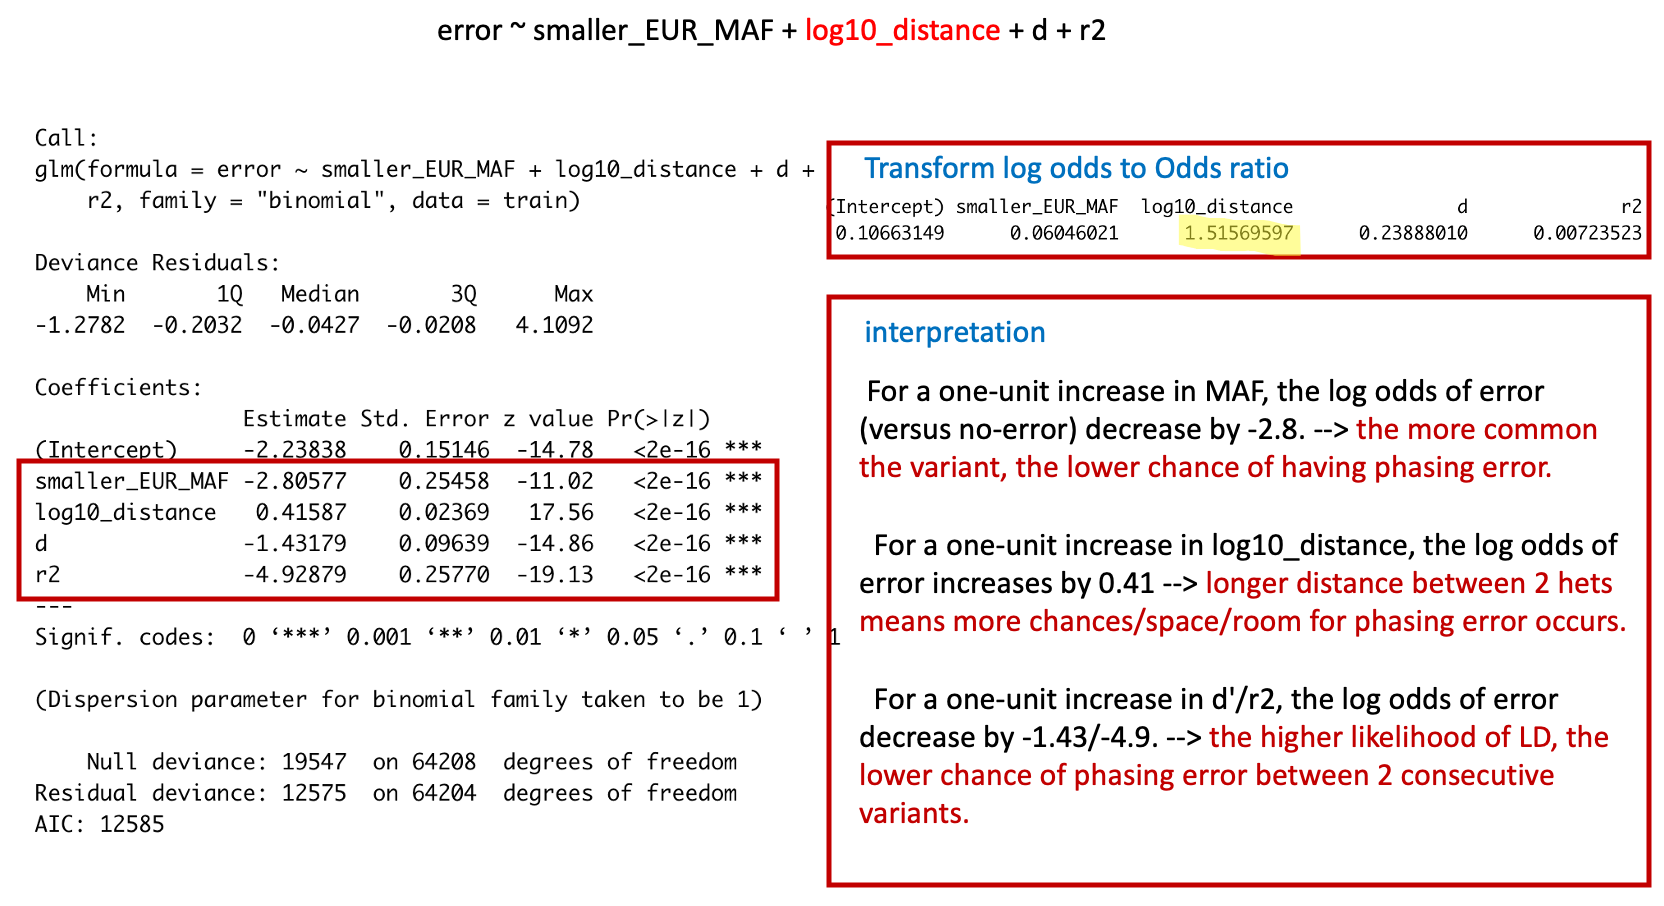 error ~ smaller_EUR_MAF + log10_distance + d + r2
Call:
glm(formula = error ~ smaller_EUR_MAF + log10_distance + d +
    r2, family = "binomial", data = train)
Deviance Residuals:
    Min       1Q   Median       3Q      Max
-1.2782  -0.2032  -0.0427  -0.0208   4.1092
Coefficients:
                Estimate Std. Error z value Pr(>|z|)
(Intercept)     -2.23838    0.15146  -14.78   <2e-16 ***
smaller_EUR_MAF -2.80577    0.25458  -11.02   <2e-16 ***
log10_distance   0.41587    0.02369   17.56   <2e-16 ***
d               -1.43179    0.09639  -14.86   <2e-16 ***
r2              -4.92879    0.25770  -19.13   <2e-16 ***
---
Signif. codes:  0 ‘***’ 0.001 ‘**’ 0.01 ‘*’ 0.05 ‘.’ 0.1 ‘ ’ 1
(Dispersion parameter for binomial family taken to be 1)
    Null deviance: 19547  on 64208  degrees of freedom
Residual deviance: 12575  on 64204  degrees of freedom
AIC: 12585
Transform log odds to Odds ratio
(Intercept) smaller_EUR_MAF  log10_distance               d              r2
0.10663149      0.06046021      1.51569597      0.23888010      0.00723523
interpretation
For a one-unit increase in MAF, the log odds of error
(versus no-error) decrease by -2.8. --> the more common
the variant, the lower chance of having phasing error.
For a one-unit increase in log10_distance, the log odds of
error increases by 0.41 --> longer distance between 2 hets
means more chances/space/room for phasing error occurs.
For a one-unit increase in d'/r2, the log odds of error
decrease by -1.43/-4.9. --> the higher likelihood of LD, the
lower chance of phasing error between 2 consecutive
variants.